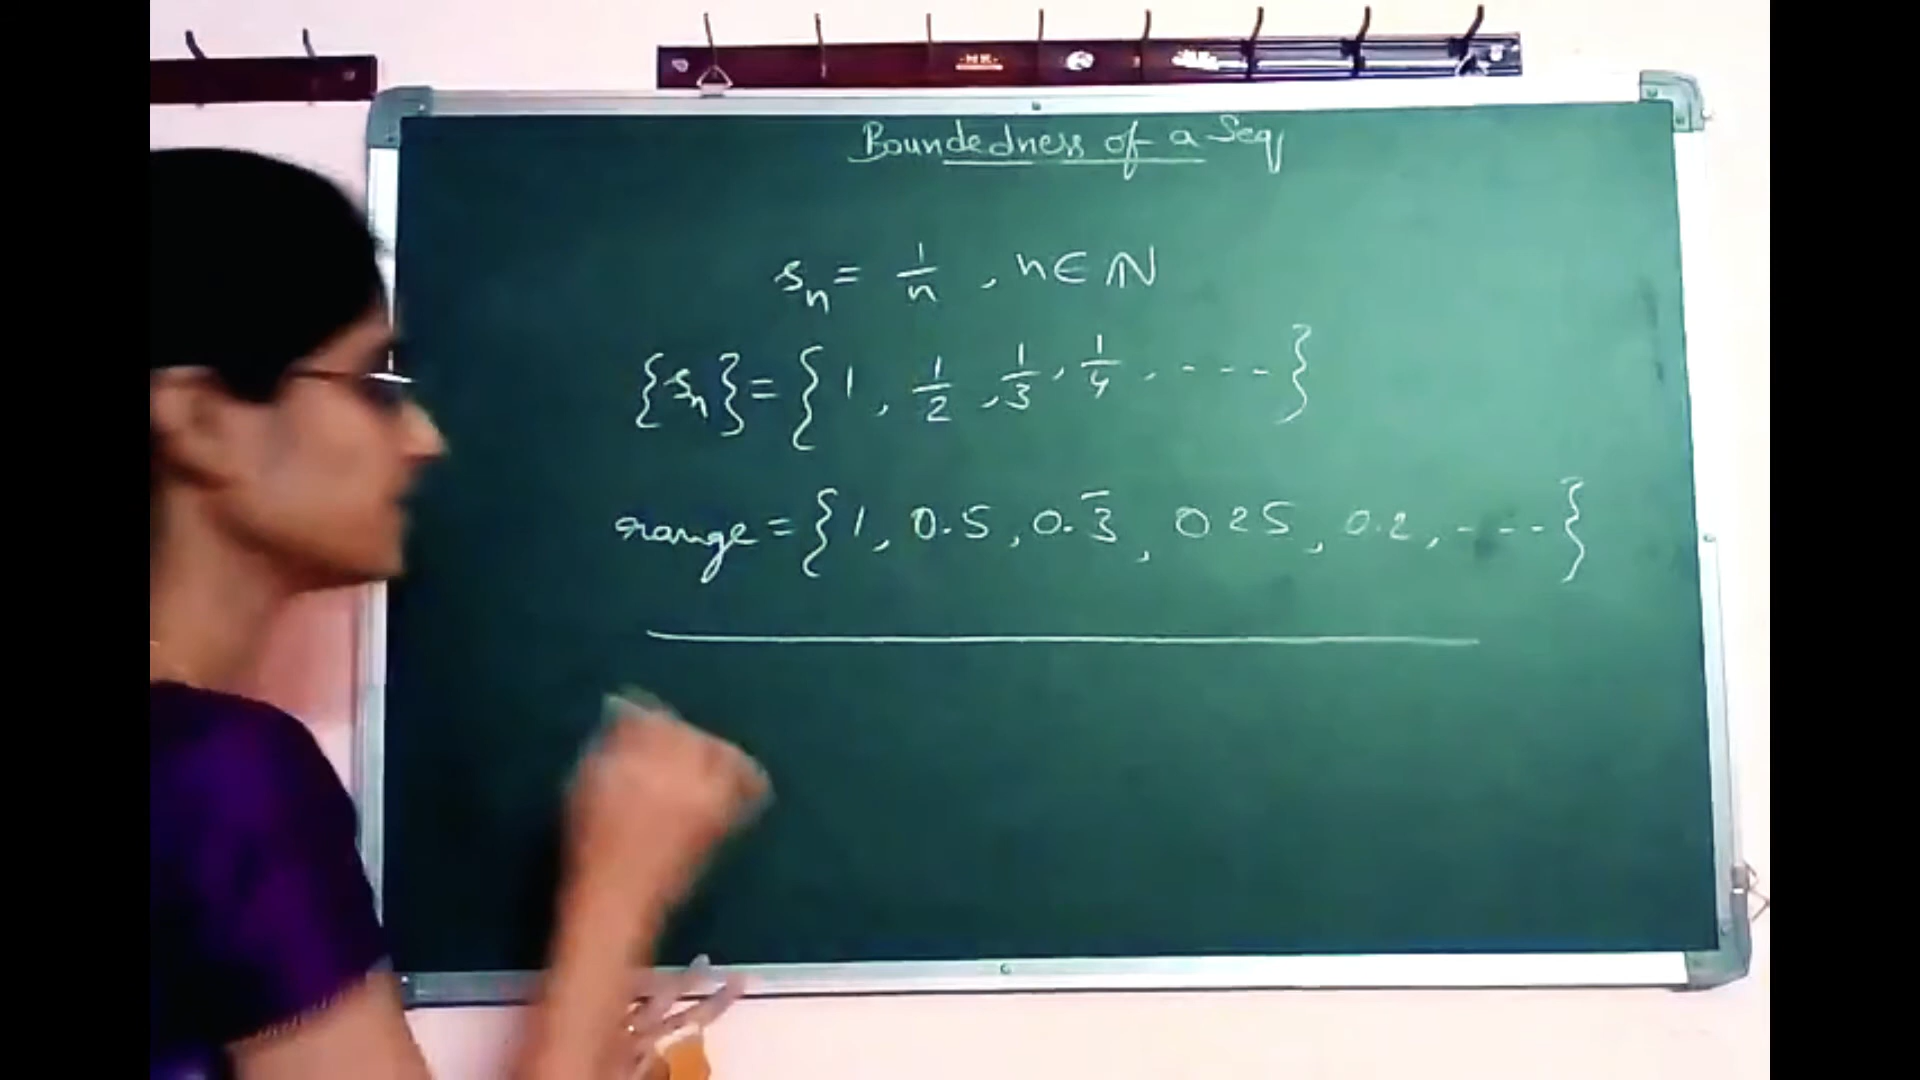 Boundedness of a Seq
sₙ = 1/n , n ∈ ℕ
{sₙ} = { 1 , 1/2 , 1/3 , 1/4 , - - - - }
range = { 1 , 0.5 , 0.3̅ , 0 25 , 0.2 , - - - - }